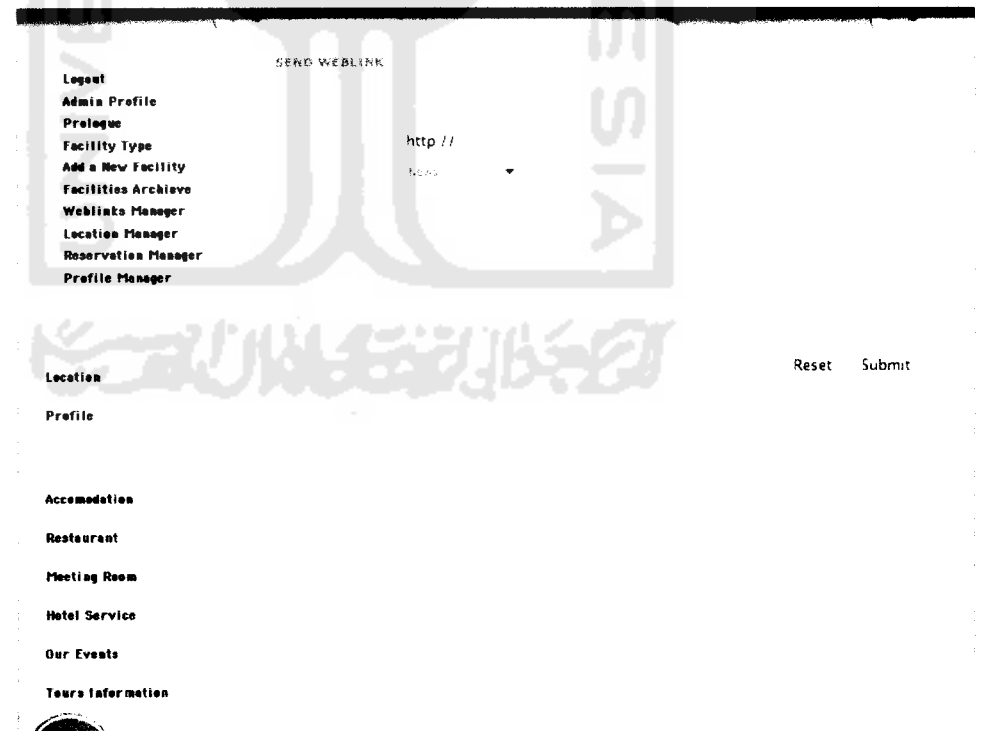 SEND WEBLINK
Logout
Admin Profile
Prologue
Facility Type
Add a New Facility
Facilities Archieve
Weblinks Manager
Location Manager
Reservation Manager
Profile Manager
http //
News
Reset Submit
Location
Profile
Accomodation
Restaurant
Meeting Room
Hotel Service
Our Events
Tours Information